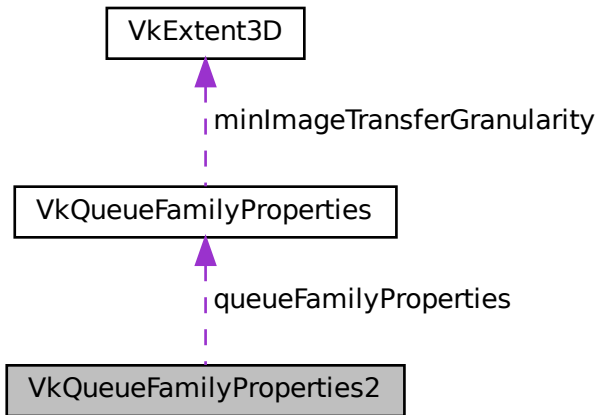 VkExtent3D
minImageTransferGranularity
VkQueueFamilyProperties
queueFamilyProperties
VkQueueFamilyProperties2